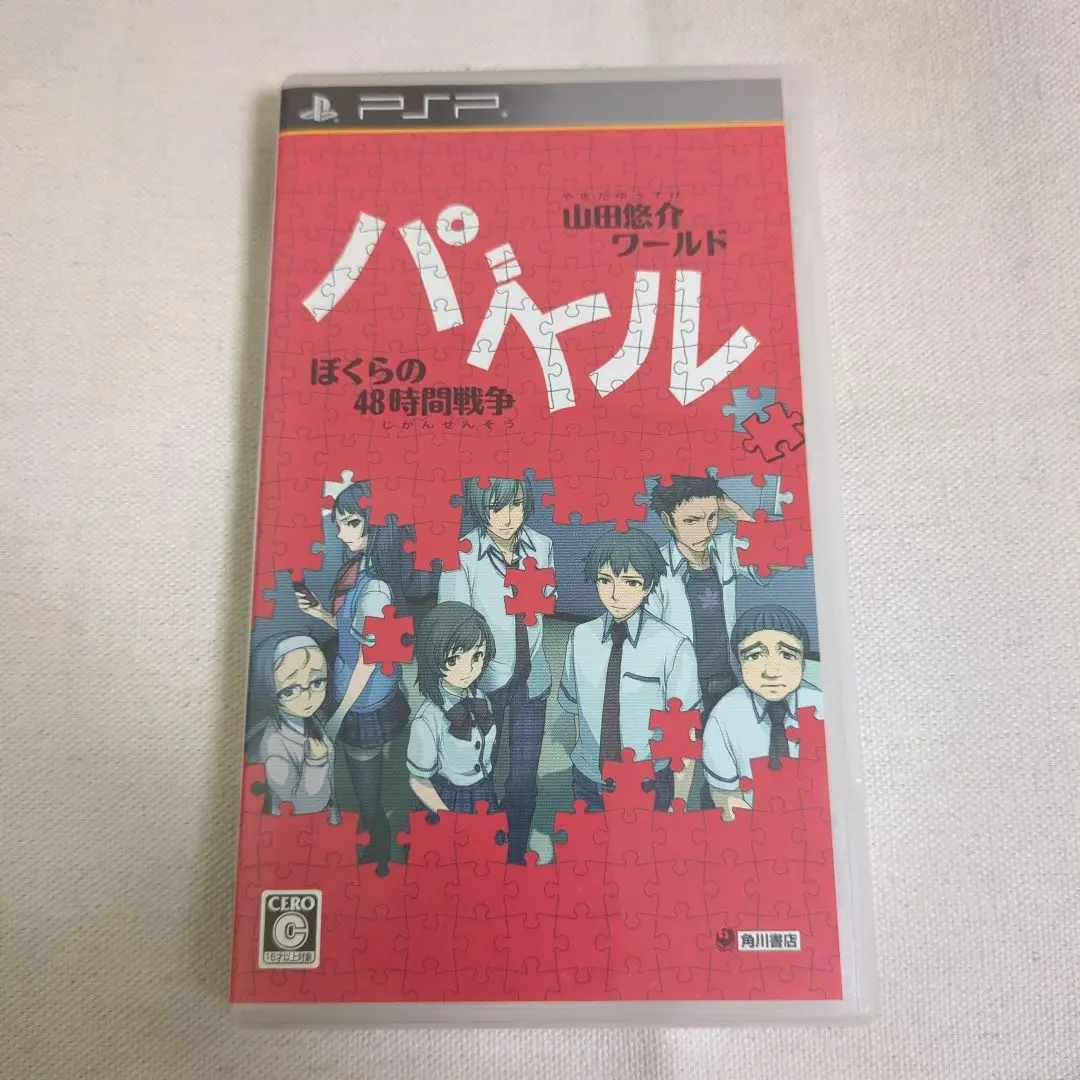 PSP
やまだゆうすけ
山田悠介
ワールド
パズル
ぼくらの
48時間戦争
じかんせんそう
CERO
C
15才以上対象
角川書店